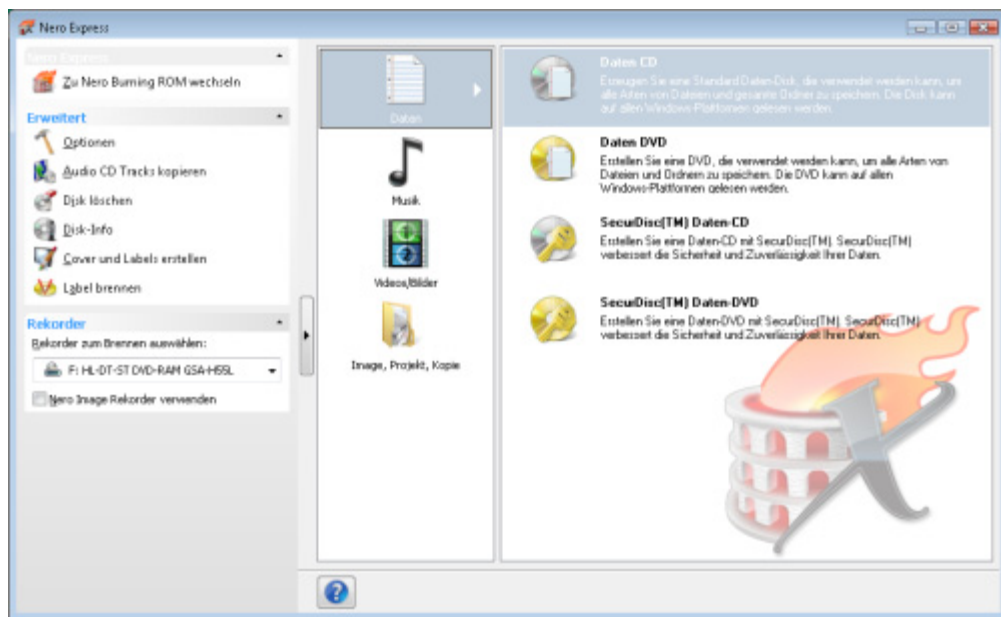 Nero Express
Nero Express
Zu Nero Burning ROM wechseln
Erweitert
Optionen
Audio CD Tracks kopieren
Disk löschen
Disk-Info
Cover und Labels erstellen
Label brennen
Rekorder
Rekorder zum Brennen auswählen:
F: HL-DT-ST DVD-RAM GSA-H55L
Nero Image Rekorder verwenden
Daten
Musik
Videos/Bilder
Image, Projekt, Kopie
Daten CD
Erzeugen Sie eine Standard Daten-Disk, die verwendet werden kann, um
alle Arten von Dateien und gesamte Ordner zu speichern. Die Disk kann
auf allen Windows-Plattformen gelesen werden.
Daten DVD
Erstellen Sie eine DVD, die verwendet werden kann, um alle Arten von
Dateien und Ordnern zu speichern. Die DVD kann auf allen
Windows-Plattformen gelesen werden.
SecurDisc(TM) Daten-CD
Erstellen Sie eine Daten-CD mit SecurDisc(TM). SecurDisc(TM)
verbessert die Sicherheit und Zuverlässigkeit Ihrer Daten.
SecurDisc(TM) Daten-DVD
Erstellen Sie eine Daten-DVD mit SecurDisc(TM). SecurDisc(TM)
verbessert die Sicherheit und Zuverlässigkeit Ihrer Daten.